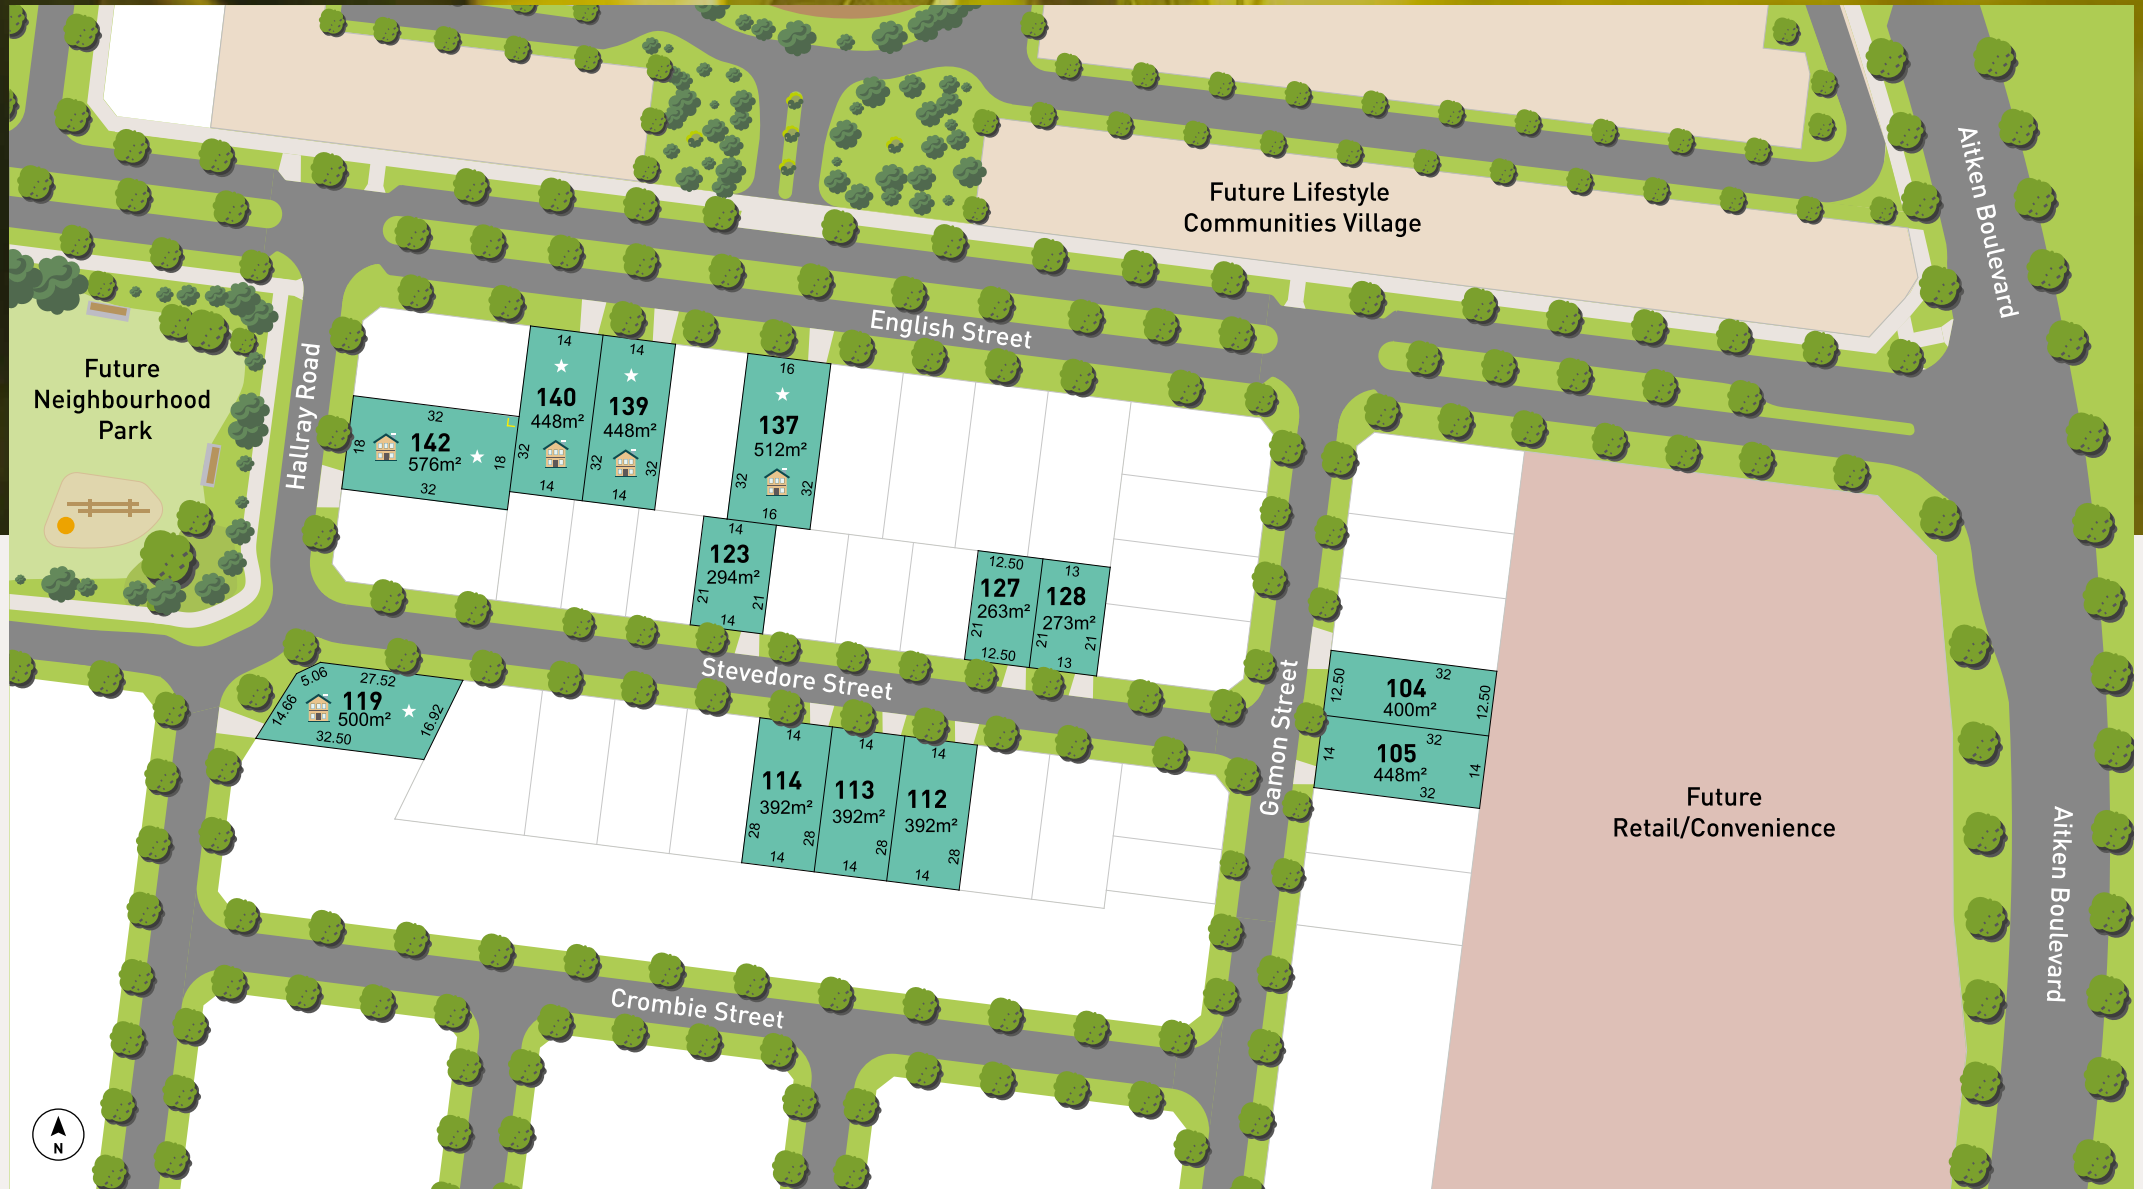 Future Lifestyle
Communities Village
Aitken Boulevard
English Street
Hallray Road
Future
Neighbourhood
Park
14
140
448m²
32
14
14
139
448m²
32
32
14
16
137
512m²
32
32
16
32
142
576m²
18
18
32
14
123
294m²
21
21
14
12.50
127
263m²
21
12.50
13
128
273m²
21
21
13
Stevedore Street
Gamon Street
5.06
27.52
119
500m²
14.66
16.92
32.50
32
104
400m²
12.50
12.50
32
105
448m²
14
14
32
14
114
392m²
28
28
14
14
113
392m²
28
14
14
112
392m²
28
14
Future
Retail/Convenience
Aitken Boulevard
Crombie Street
N